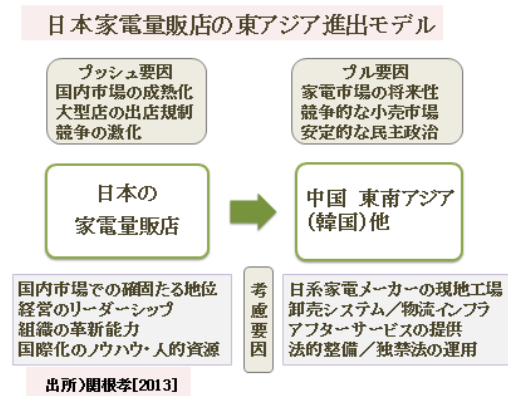 日本家電量販店の東アジア進出モデル
プッシュ要因
国内市場の成熟化
大型店の出店規制
競争の激化
プル要因
家電市場の将来性
競争的な小売市場
安定的な民主政治
日本の
家電量販店
中国 東南アジア
(韓国)他
国内市場での確固たる地位
経営のリーダーシップ
組織の革新能力
国際化のノウハウ・人的資源
考慮要因
日系家電メーカーの現地工場
卸売システム／物流インフラ
アフターサービスの提供
法的整備／独禁法の運用
出所)関根孝[2013]